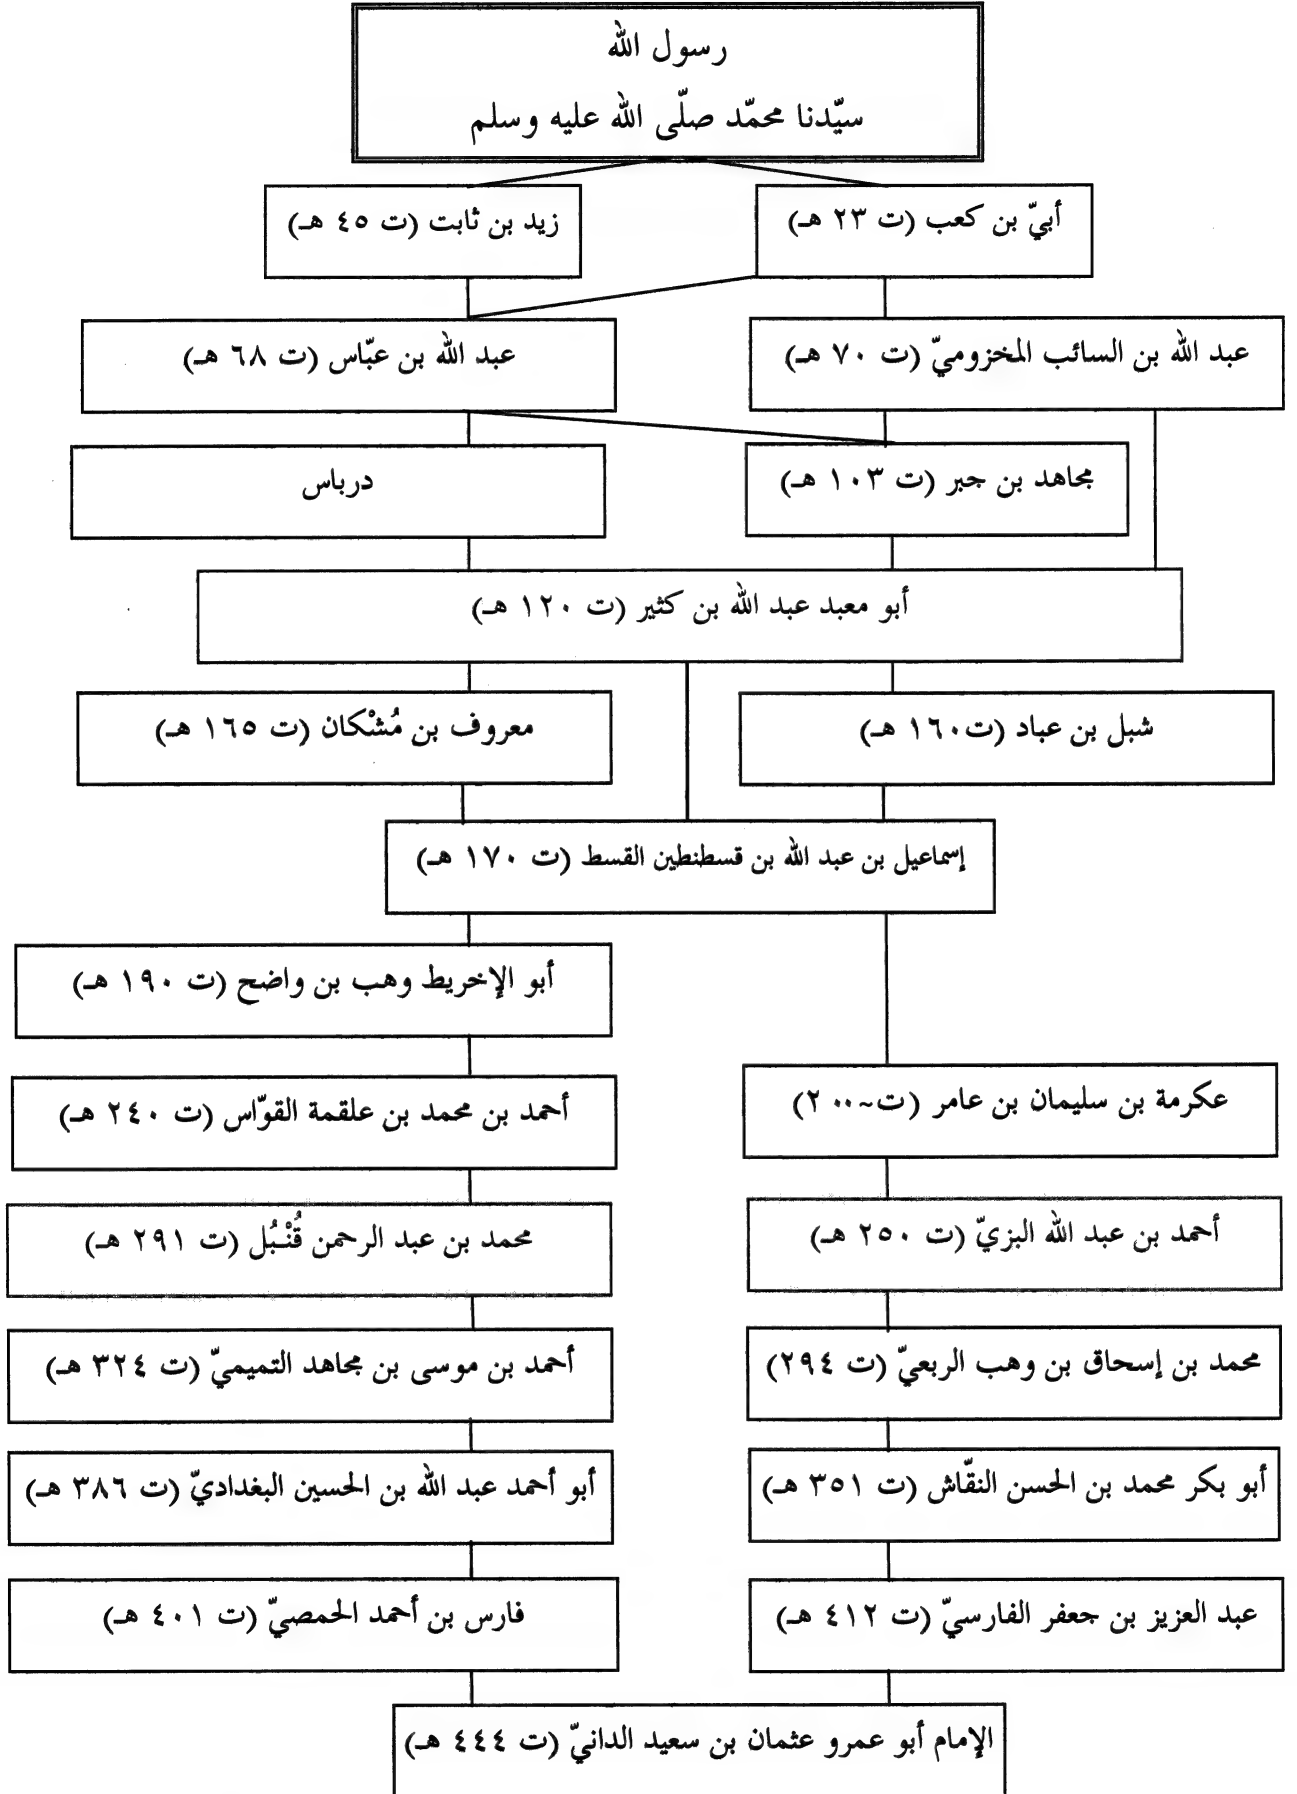 رسول الله
سيّدنا محمّد صلّى الله عليه وسلم
أبيّ بن كعب (ت ٢٣ هـ)
زيد بن ثابت (ت ٤٥ هـ)
عبد الله بن السائب المخزوميّ (ت ٧٠ هـ)
عبد الله بن عبّاس (ت ٦٨ هـ)
مجاهد بن جبر (ت ١٠٣ هـ)
درباس
أبو معبد عبد الله بن كثير (ت ١٢٠ هـ)
شبل بن عباد (ت١٦٠ هـ)
معروف بن مُشْكان (ت ١٦٥ هـ)
إسماعيل بن عبد الله بن قسطنطين القسط (ت ١٧٠ هـ)
أبو الإخريط وهب بن واضح (ت ١٩٠ هـ)
عكرمة بن سليمان بن عامر (ت~٢٠٠)
أحمد بن محمد بن علقمة القوّاس (ت ٢٤٠ هـ)
أحمد بن عبد الله البزيّ (ت ٢٥٠ هـ)
محمد بن عبد الرحمن قُنْبُل (ت ٢٩١ هـ)
محمد بن إسحاق بن وهب الربعيّ (ت ٢٩٤)
أحمد بن موسى بن مجاهد التميميّ (ت ٣٢٤ هـ)
أبو بكر محمد بن الحسن النقّاش (ت ٣٥١ هـ)
أبو أحمد عبد الله بن الحسين البغداديّ (ت ٣٨٦ هـ)
عبد العزيز بن جعفر الفارسيّ (ت ٤١٢ هـ)
فارس بن أحمد الحمصيّ (ت ٤٠١ هـ)
الإمام أبو عمرو عثمان بن سعيد الدانيّ (ت ٤٤٤ هـ)